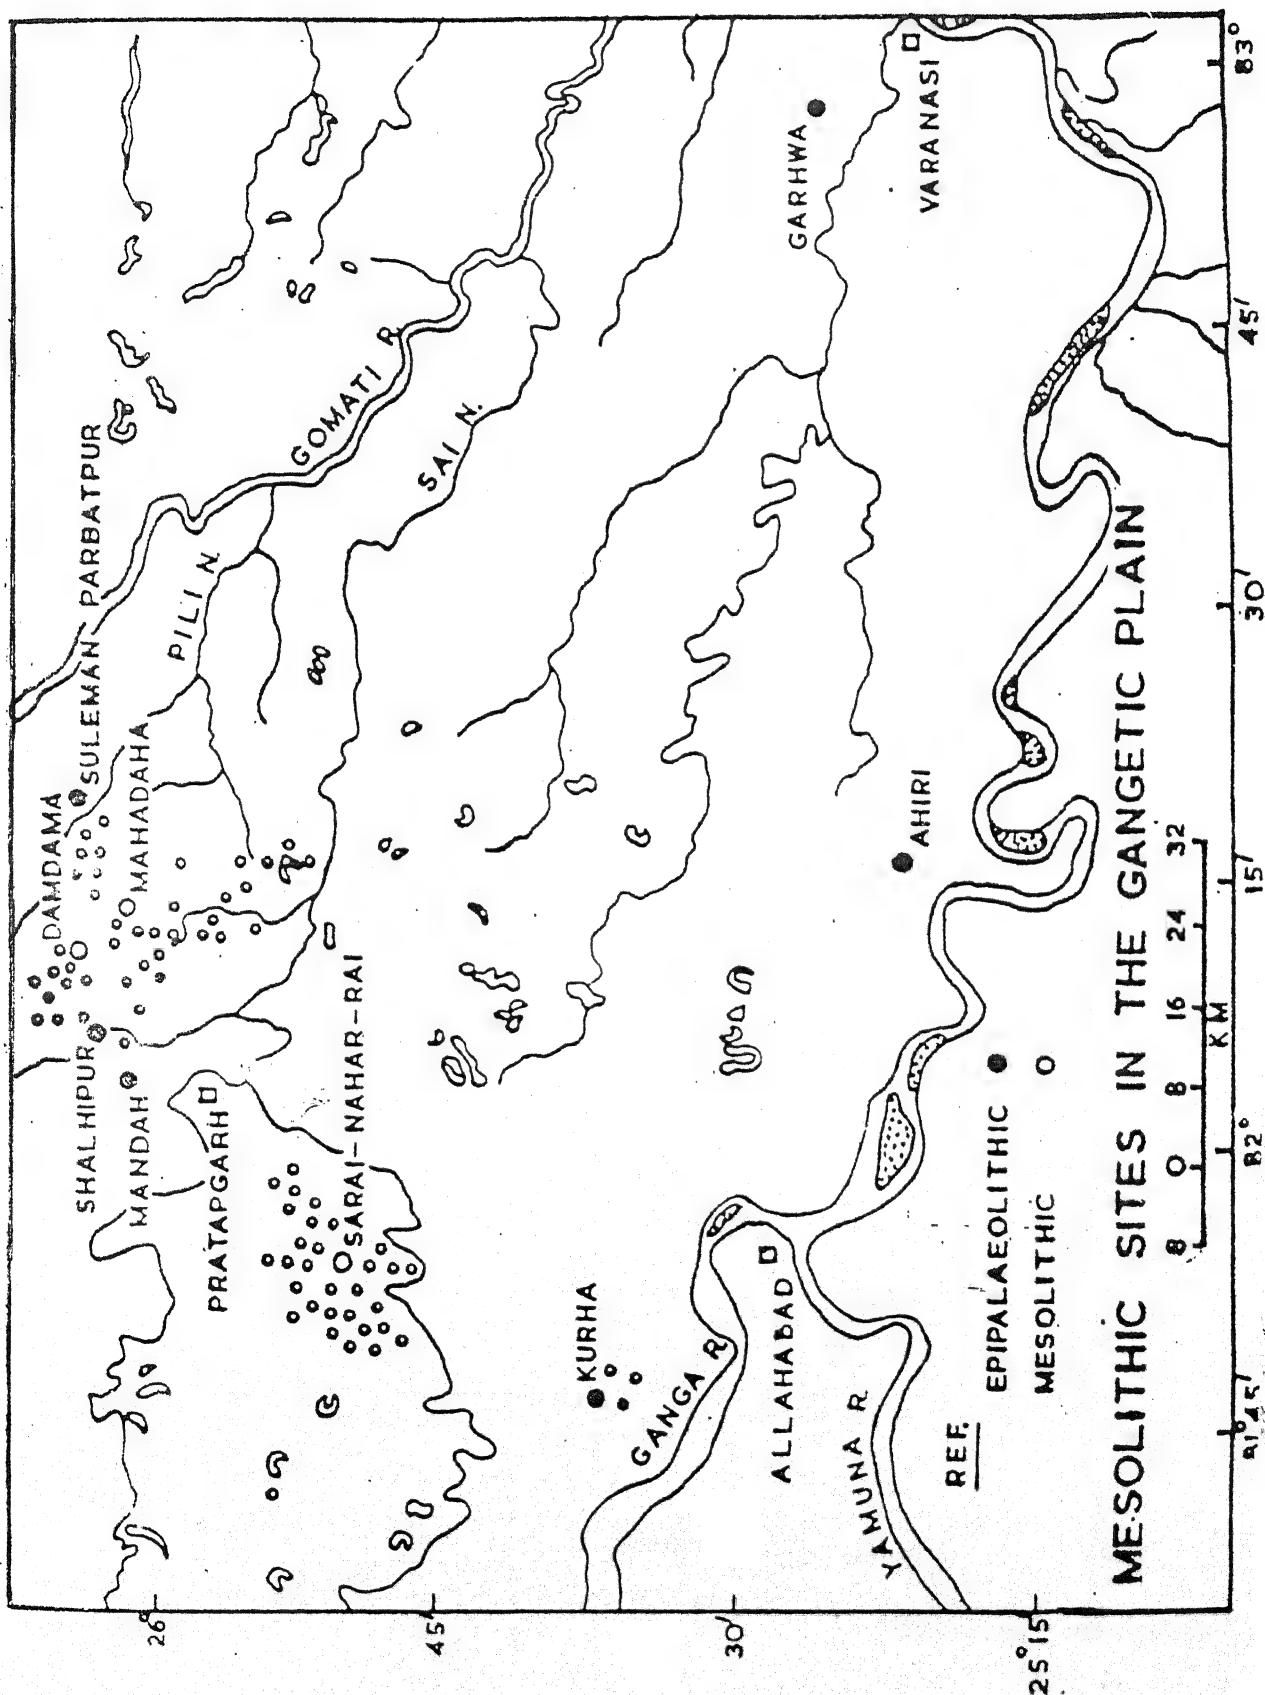 SULEMAN PARBATPUR
DAMDAMA
MAHADAHA
SHALHIPUR
MANDAH
PRATAPGARH
SARAI-NAHAR-RAI
PILI N.
GOMATI R.
SAI N.
GARHWA
VARANASI
KURHA
AHIRI
GANGA R.
ALLAHABAD
YAMUNA R.
REF.
EPIPALAEOLITHIC
MESOLITHIC
MESOLITHIC SITES IN THE GANGETIC PLAIN
8 0 8 16 24 32
KM
26°
45'
30'
25°15'
81°45'
82°
15'
30'
45'
83°